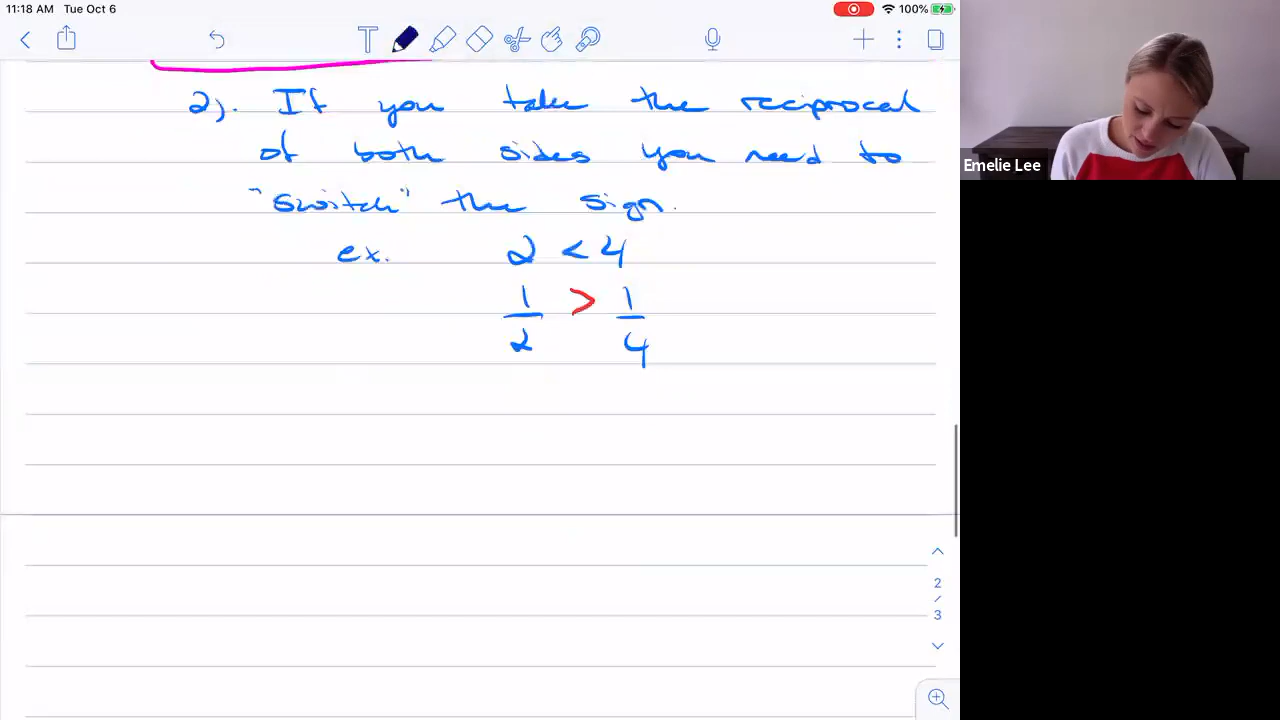 11:18 AM Tue Oct 6
100%
2). If you take the reciprocal
of both sides you need to
"switch" the sign.
ex. 2 < 4
1/2 > 1/4
Emelie Lee
2
/
3